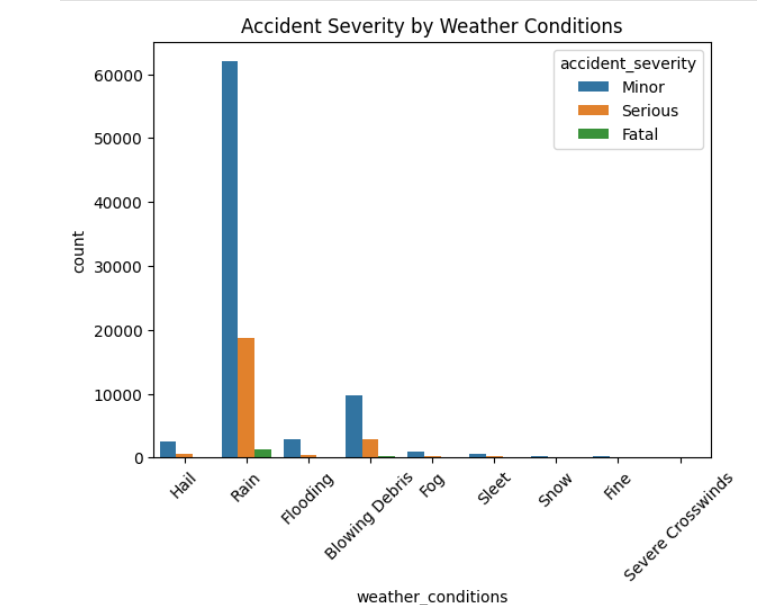 Accident Severity by Weather Conditions
accident_severity
Minor
Serious
Fatal
60000
50000
40000
30000
20000
10000
0
count
Hail
Rain
Flooding
Blowing Debris
Fog
Sleet
Snow
Fine
Severe Crosswinds
weather_conditions